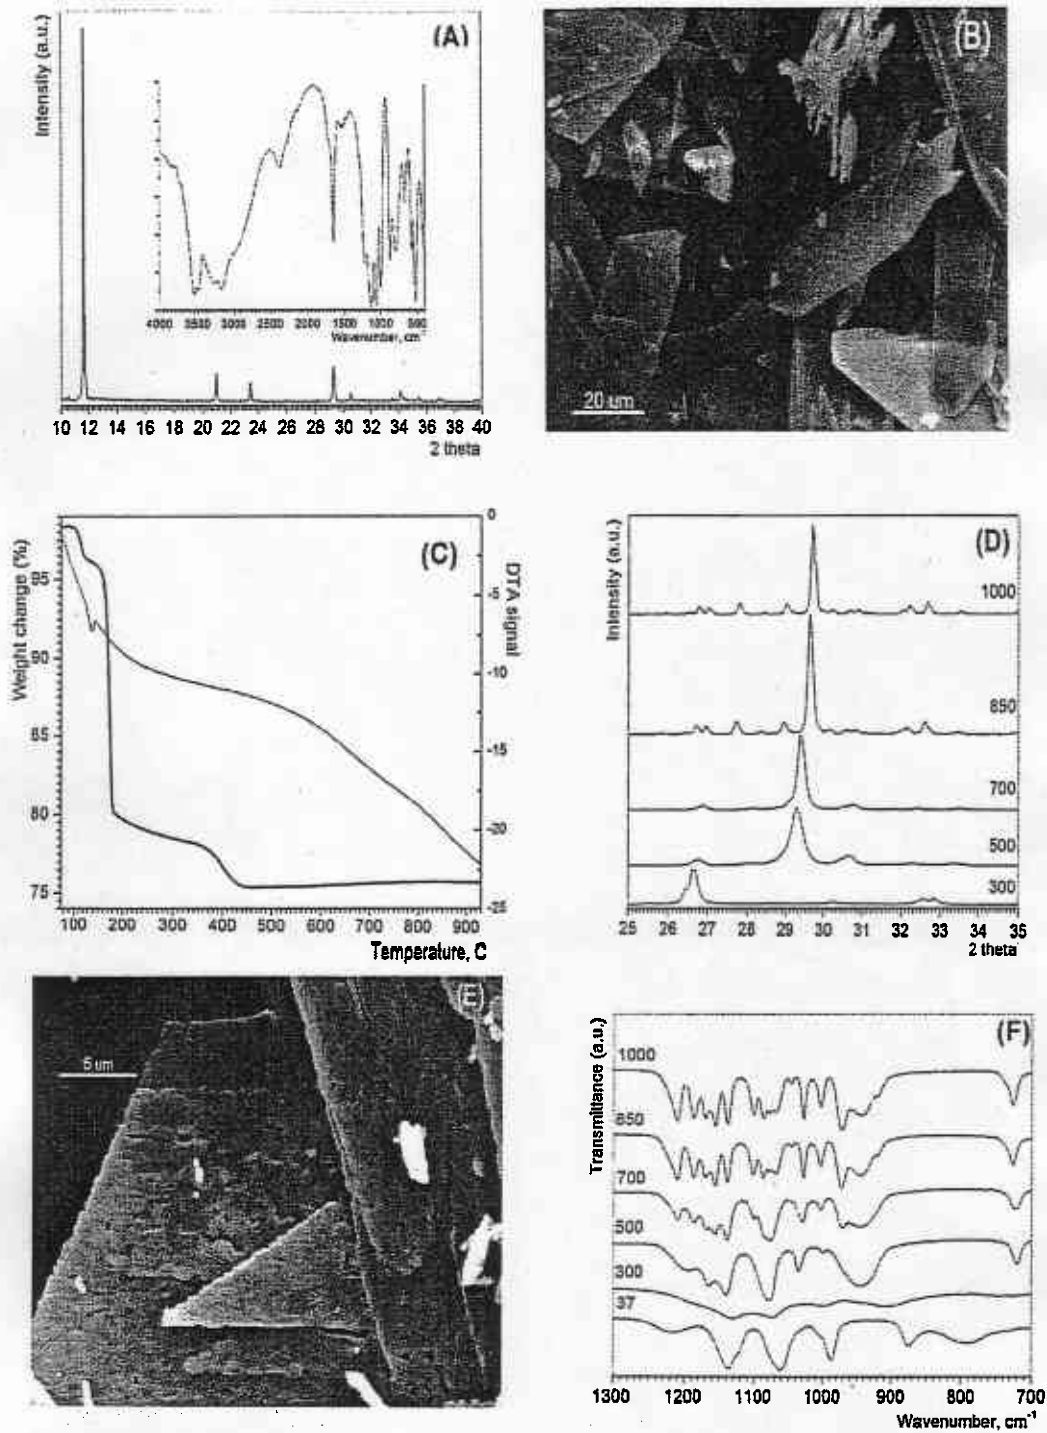 (A)
Intensity (a.u.)
4000 3500 3000 2500 2000 1500 1000 500
Wavenumber, cm⁻¹
10 12 14 16 18 20 22 24 26 28 30 32 34 36 38 40
2 theta
(B)
20 um
(C)
Weight change (%)
95
90
85
80
75
0
-5
-10
-15
-20
-25
DTA signal
100 200 300 400 500 600 700 800 900
Temperature, C
(D)
Intensity (a.u.)
1000
850
700
500
300
25 26 27 28 29 30 31 32 33 34 35
2 theta
(E)
5 um
(F)
Transmittance (a.u.)
1000
850
700
500
300
37
1300 1200 1100 1000 900 800 700
Wavenumber, cm⁻¹